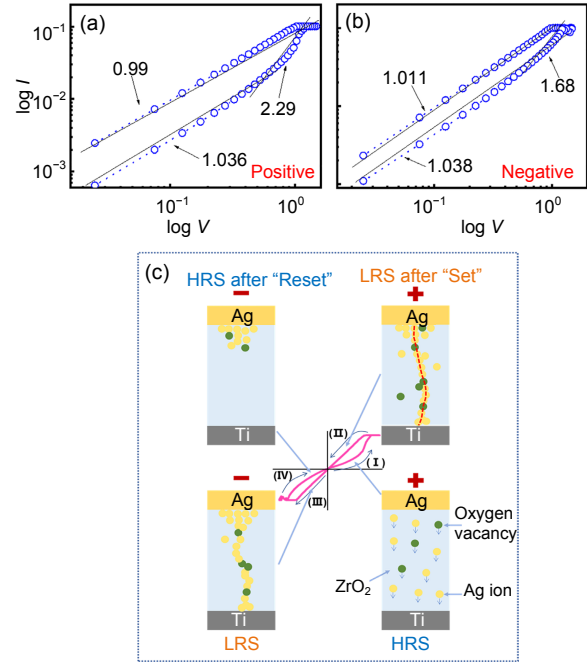 (a)
10⁻¹
10⁻²
10⁻³
log I
0.99
2.29
1.036
Positive
10⁻¹
10⁰
log V
(b)
1.011
1.68
1.038
Negative
10⁻¹
10⁰
log V
(c)
HRS after “Reset”
LRS after “Set”
Ag
Ti
Ag
Ti
(II)
(I)
(IV)
(III)
Ag
Ti
LRS
Ag
Ti
HRS
Oxygen
vacancy
ZrO₂
Ag ion